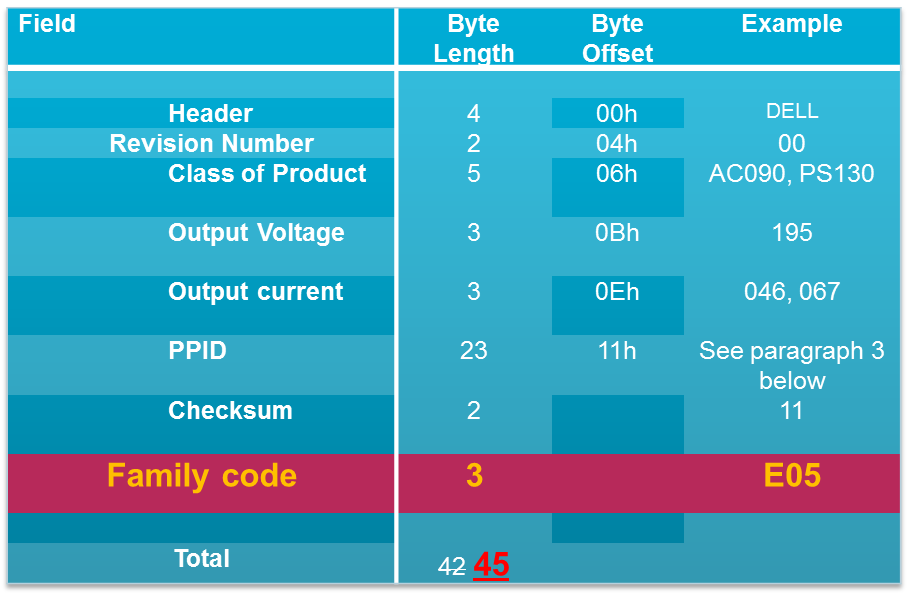 Field Byte Length Byte Offset Example
Header 4 00h DELL
Revision Number 2 04h 00
Class of Product 5 06h AC090, PS130
Output Voltage 3 0Bh 195
Output current 3 0Eh 046, 067
PPID 23 11h See paragraph 3 below
Checksum 2 11
Family code 3 E05
Total 42 45